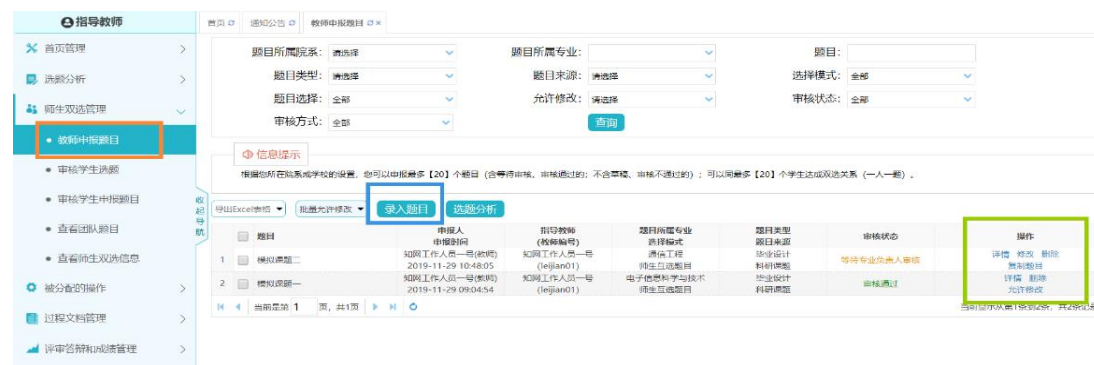 指导教师
首页 通知公告 教师申报题目 ×
首页管理
选题分析
师生双选管理
教师申报题目
审核学生选题
审核学生申报题目
查看团队题目
查看师生双选信息
被分配的操作
过程文档管理
评审答辩和成绩管理
收起导航
题目所属院系: 请选择 题目所属专业: 题目:
题目类型: 请选择 题目来源: 请选择 选择模式: 全部
题目选择: 全部 允许修改: 请选择 审核状态: 全部
审核方式: 全部 查询
信息提示
根据您所在院系或学校的设置，您可以申报最多【20】个题目（含等待审核、审核通过的；不含草稿、审核不通过的）；可以同最多【20】个学生达成双选关系（一人一题）。
导出Excel表格 批量允许修改 录入题目 选题分析
题目 申报人 指导教师 题目所属专业 题目类型 审核状态 操作
申报时间 (教师编号) 选择模式 题目来源
1 模拟课题二 知网工作人员一号(教师) 知网工作人员一号 通信工程 毕业设计 等待专业负责人审核 详情 修改 删除
2019-11-29 10:48:05 (leijian01) 师生互选题目 科研课题 复制题目
2 模拟课题一 知网工作人员一号(教师) 知网工作人员一号 电子信息科学与技术 毕业设计 审核通过 详情 删除
2019-11-29 09:04:54 (leijian01) 师生互选题目 科研课题 允许修改
当前是第 1 页，共1页 当前显示从第1条到2条，共2条记录